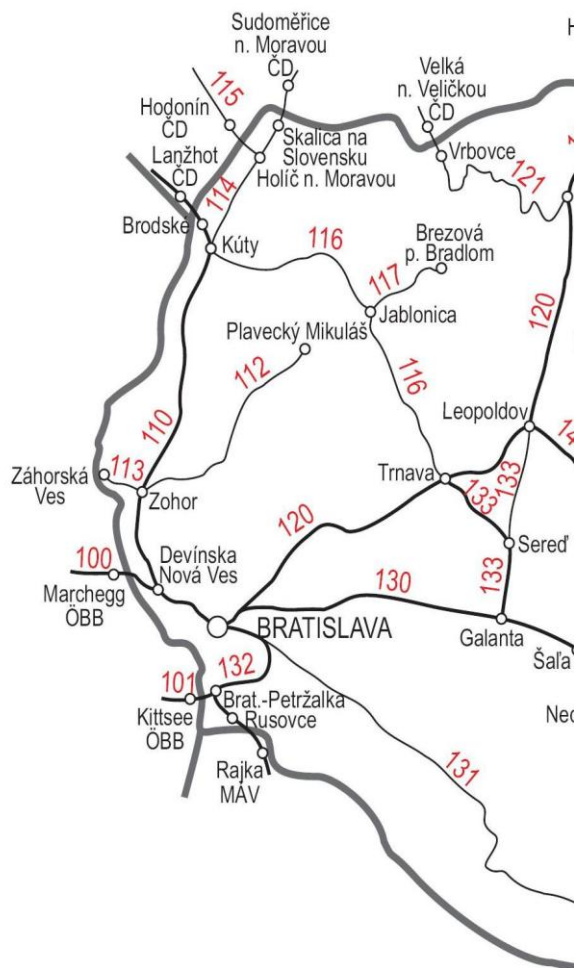 H
Sudoměřice
n. Moravou
ČD
115
Hodonín
ČD
Lanžhot
ČD
Skalica na
Slovensku
Holíč n. Moravou
Velká
n. Veličkou
ČD
Vrbovce
121
1
114
Brodské
Kúty
116
Brezová
p. Bradlom
117
Jablonica
120
Plavecký Mikuláš
112
116
110
Leopoldov
14
Záhorská
Ves
113
Zohor
Trnava
133
133
120
Sereď
100
Devínska
Nová Ves
Marchegg
ÖBB
130
133
BRATISLAVA
Galanta
Šaľa
132
101
Brat.-Petržalka
Kittsee
ÖBB
Rusovce
Ned
Rajka
MÁV
131